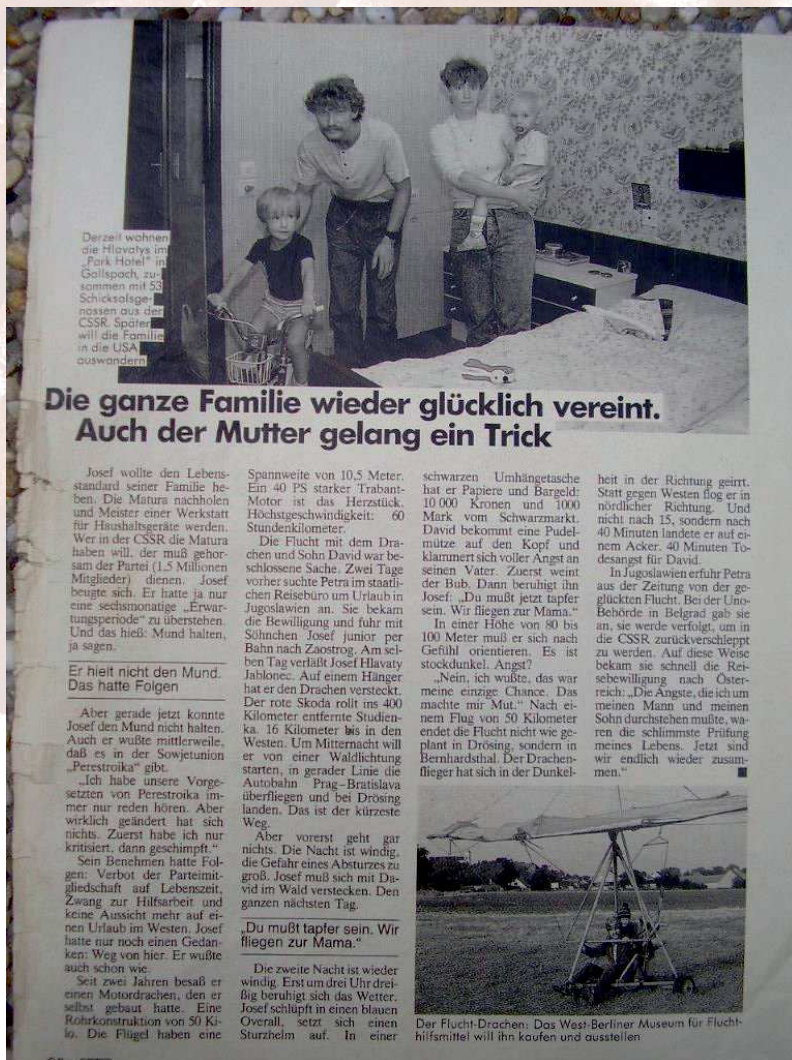 Derzeit wohnen
die Hlavatys im
„Park Hotel" in
Gallspach, zu-
sammen mit 53
Schicksalsge-
nossen aus der
CSSR. Später
will die Familie
in die USA
auswandern
Die ganze Familie wieder glücklich vereint.
Auch der Mutter gelang ein Trick
Josef wollte den Lebens-
standard seiner Familie he-
ben. Die Matura nachholen
und Meister einer Werkstatt
für Haushaltsgeräte werden.
Wer in der CSSR die Matura
haben will, der muß gehor-
sam der Partei (1,5 Millionen
Mitglieder) dienen. Josef
beugte sich. Er hatte ja nur
eine sechsmonatige „Erwar-
tungsperiode" zu überstehen.
Und das hieß: Mund halten,
ja sagen.
Er hielt nicht den Mund.
Das hatte Folgen
Aber gerade jetzt konnte
Josef den Mund nicht halten.
Auch er wußte mittlerweile,
daß es in der Sowjetunion
„Perestroika" gibt.
„Ich habe unsere Vorge-
setzten von Perestroika im-
mer nur reden hören. Aber
wirklich geändert hat sich
nichts. Zuerst habe ich nur
kritisiert, dann geschimpft."
Sein Benehmen hatte Fol-
gen: Verbot der Parteimit-
gliedschaft auf Lebenszeit,
Zwang zur Hilfsarbeit und
keine Aussicht mehr auf ei-
nen Urlaub im Westen. Josef
hatte nur noch einen Gedan-
ken: Weg von hier. Er wußte
auch schon wie.
Seit zwei Jahren besaß er
einen Motordrachen, den er
selbst gebaut hatte. Eine
Rohrkonstruktion von 50 Ki-
lo. Die Flügel haben eine
Spannweite von 10,5 Meter.
Ein 40 PS starker Trabant-
Motor ist das Herzstück.
Höchstgeschwindigkeit: 60
Stundenkilometer.
Die Flucht mit dem Dra-
chen und Sohn David war be-
schlossene Sache. Zwei Tage
vorher suchte Petra im staatli-
chen Reisebüro um Urlaub in
Jugoslawien an. Sie bekam
die Bewilligung und fuhr mit
Söhnchen Josef junior per
Bahn nach Zaostrog. Am sel-
ben Tag verläßt Josef Hlavaty
Jablonec. Auf einem Hänger
hat er den Drachen versteckt.
Der rote Skoda rollt ins 400
Kilometer entfernte Studien-
ka. 16 Kilometer bis in den
Westen. Um Mitternacht will
er von einer Waldlichtung
starten, in gerader Linie die
Autobahn Prag–Bratislava
überfliegen und bei Drösing
landen. Das ist der kürzeste
Weg.
Aber vorerst geht gar
nichts. Die Nacht ist windig,
die Gefahr eines Absturzes zu
groß. Josef muß sich mit Da-
vid im Wald verstecken. Den
ganzen nächsten Tag.
„Du mußt tapfer sein. Wir
fliegen zur Mama."
Die zweite Nacht ist wieder
windig. Erst um drei Uhr drei-
ßig beruhigt sich das Wetter.
Josef schlüpft in einen blauen
Overall, setzt sich einen
Sturzhelm auf. In einer
schwarzen Umhängetasche
hat er Papiere und Bargeld:
10 000 Kronen und 1000
Mark vom Schwarzmarkt.
David bekommt eine Pudel-
mütze auf den Kopf und
klammert sich voller Angst an
seinen Vater. Zuerst weint
der Bub. Dann beruhigt ihn
Josef: „Du mußt jetzt tapfer
sein. Wir fliegen zur Mama."
In einer Höhe von 80 bis
100 Meter muß er sich nach
Gefühl orientieren. Es ist
stockdunkel. Angst?
„Nein, ich wußte, das war
meine einzige Chance. Das
machte mir Mut." Nach ei-
nem Flug von 50 Kilometer
endet die Flucht nicht wie ge-
plant in Drösing, sondern in
Bernhardsthal. Der Drachen-
flieger hat sich in der Dunkel-
heit in der Richtung geirrt.
Statt gegen Westen flog er in
nördlicher Richtung. Und
nicht nach 15, sondern nach
40 Minuten landete er auf ei-
nem Acker. 40 Minuten To-
desangst für David.
In Jugoslawien erfuhr Petra
aus der Zeitung von der ge-
glückten Flucht. Bei der Uno-
Behörde in Belgrad gab sie
an, sie werde verfolgt, um in
die CSSR zurückverschleppt
zu werden. Auf diese Weise
bekam sie schnell die Rei-
sebewilligung nach Öster-
reich: „Die Ängste, die ich um
meinen Mann und meinen
Sohn durchstehen mußte, wa-
ren die schlimmste Prüfung
meines Lebens. Jetzt sind
wir endlich wieder zusam-
men."
Der Flucht-Drachen: Das West-Berliner Museum für Flucht-
hilfsmittel will ihn kaufen und ausstellen